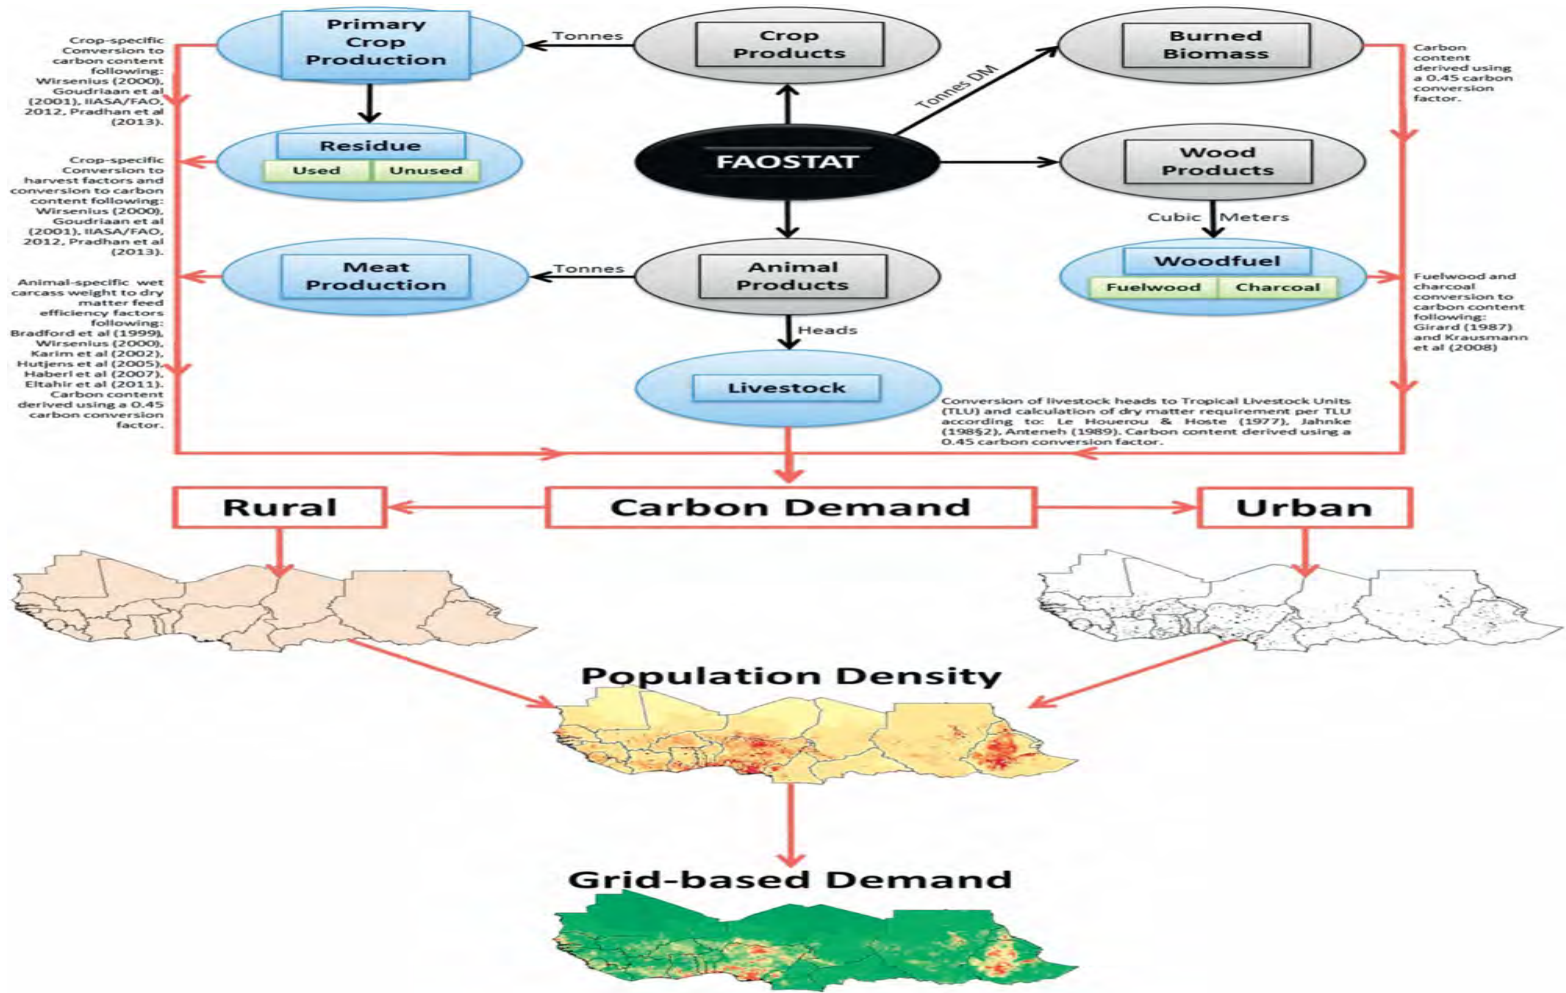 Crop-specific
Conversion to
carbon content
following:
Wirsenius (2000),
Goudriaan et al
(2001), IIASA/FAO,
2012, Pradhan et al
(2013).
Primary
Crop
Production
Tonnes
Crop
Products
Tonnes DM
Burned
Biomass
Carbon
content
derived using
a 0.45 carbon
conversion
factor.
Residue
Used
Unused
FAOSTAT
Wood
Products
Crop-specific
Conversion to
harvest factors and
conversion to carbon
content following:
Wirsenius (2000),
Goudriaan et al
(2001), IIASA/FAO,
2012, Pradhan et al
(2013).
Cubic Meters
Meat
Production
Tonnes
Animal
Products
Woodfuel
Fuelwood
Charcoal
Animal-specific wet
carcass weight to dry
matter feed
efficiency factors
following:
Bradford et al (1999),
Wirsenius (2000),
Karim et al (2002),
Hutjens et al (2005),
Haberl et al (2007),
Eltahir et al (2011).
Carbon content
derived using a 0.45
carbon conversion
factor.
Fuelwood and
charcoal
conversion to
carbon content
following:
Girard (1987)
and Krausmann
et al (2008)
Heads
Livestock
Conversion of livestock heads to Tropical Livestock Units
(TLU) and calculation of dry matter requirement per TLU
according to: Le Houerou & Hoste (1977), Jahnke
(198§2), Anteneh (1989). Carbon content derived using a
0.45 carbon conversion factor.
Rural
Carbon Demand
Urban
Population Density
Grid-based Demand